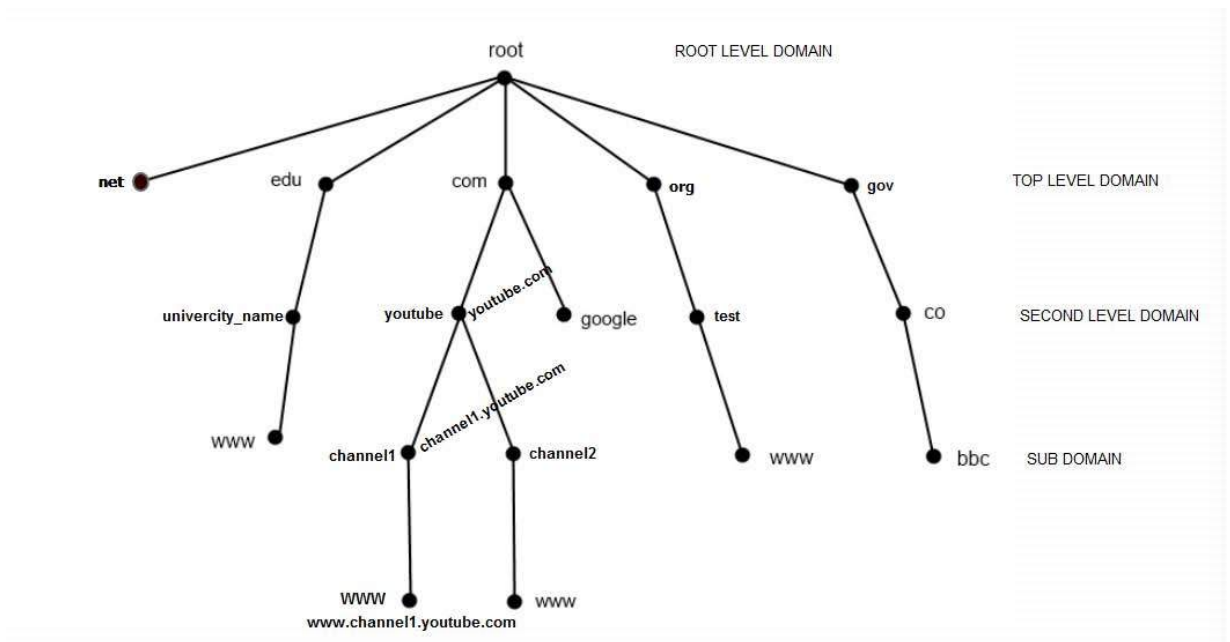 root ROOT LEVEL DOMAIN
net edu com org gov TOP LEVEL DOMAIN
youtube.com
univercity_name youtube google test co SECOND LEVEL DOMAIN
channel1.youtube.com
www channel1 channel2 www bbc SUB DOMAIN
www www
www.channel1.youtube.com